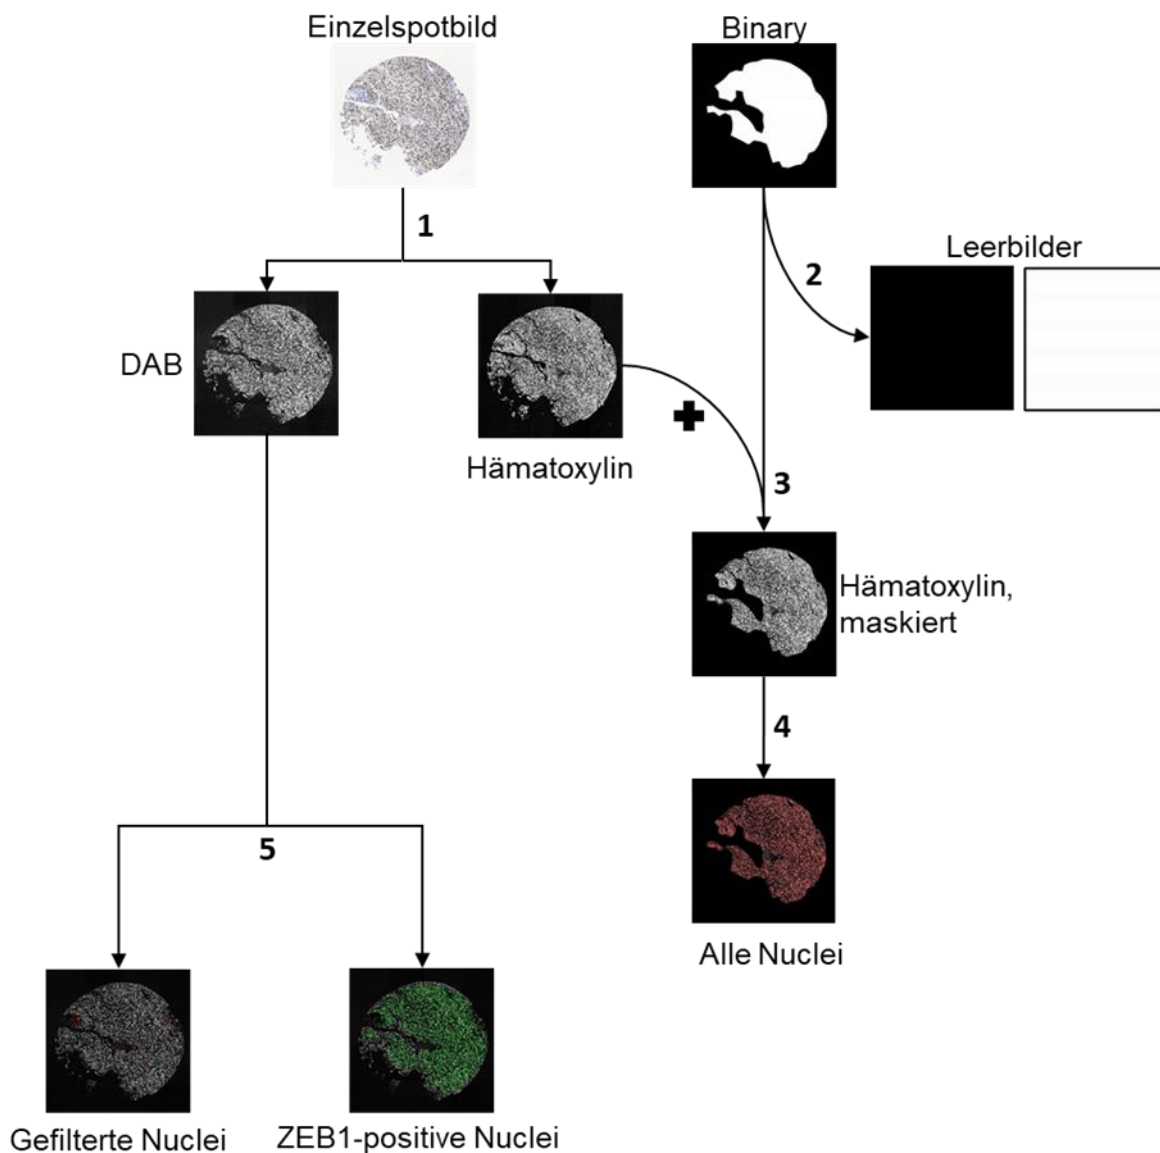 Einzelspotbild
Binary
1
Leerbilder
2
DAB
Hämatoxylin
3
Hämatoxylin,
maskiert
4
5
Alle Nuclei
Gefilterte Nuclei
ZEB1-positive Nuclei